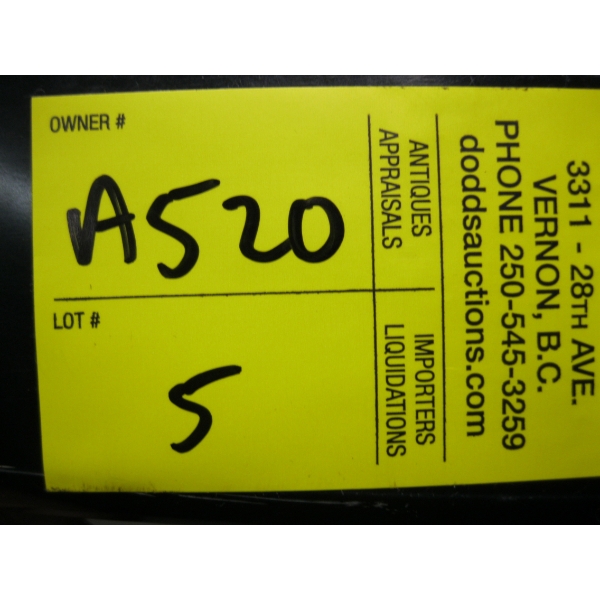 OWNER #
A520
LOT #
5
3311 - 28TH AVE.
VERNON, B.C.
PHONE 250-545-3259
doddsauctions.com
ANTIQUES
APPRAISALS
IMPORTERS
LIQUIDATIONS